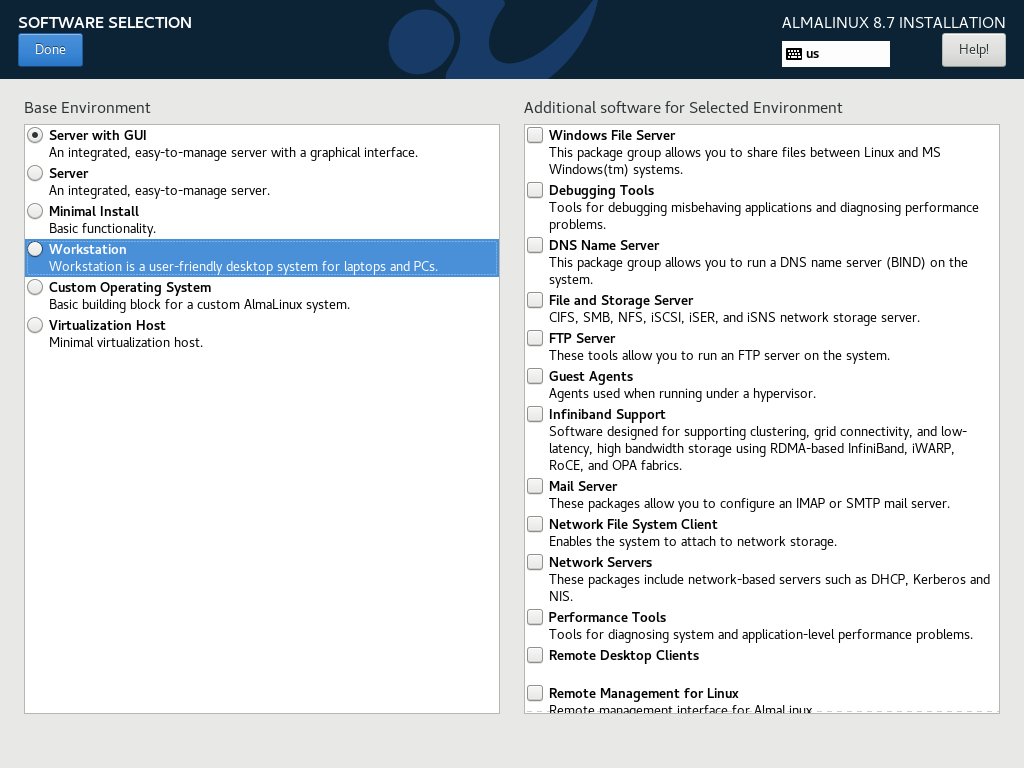 SOFTWARE SELECTION
Done
ALMALINUX 8.7 INSTALLATION
us
Help!
Base Environment
Server with GUI
An integrated, easy-to-manage server with a graphical interface.
Server
An integrated, easy-to-manage server.
Minimal Install
Basic functionality.
Workstation
Workstation is a user-friendly desktop system for laptops and PCs.
Custom Operating System
Basic building block for a custom AlmaLinux system.
Virtualization Host
Minimal virtualization host.
Additional software for Selected Environment
Windows File Server
This package group allows you to share files between Linux and MS
Windows(tm) systems.
Debugging Tools
Tools for debugging misbehaving applications and diagnosing performance
problems.
DNS Name Server
This package group allows you to run a DNS name server (BIND) on the
system.
File and Storage Server
CIFS, SMB, NFS, iSCSI, iSER, and iSNS network storage server.
FTP Server
These tools allow you to run an FTP server on the system.
Guest Agents
Agents used when running under a hypervisor.
Infiniband Support
Software designed for supporting clustering, grid connectivity, and low-
latency, high bandwidth storage using RDMA-based InfiniBand, iWARP,
RoCE, and OPA fabrics.
Mail Server
These packages allow you to configure an IMAP or SMTP mail server.
Network File System Client
Enables the system to attach to network storage.
Network Servers
These packages include network-based servers such as DHCP, Kerberos and
NIS.
Performance Tools
Tools for diagnosing system and application-level performance problems.
Remote Desktop Clients
Remote Management for Linux
Remote management interface for AlmaLinux